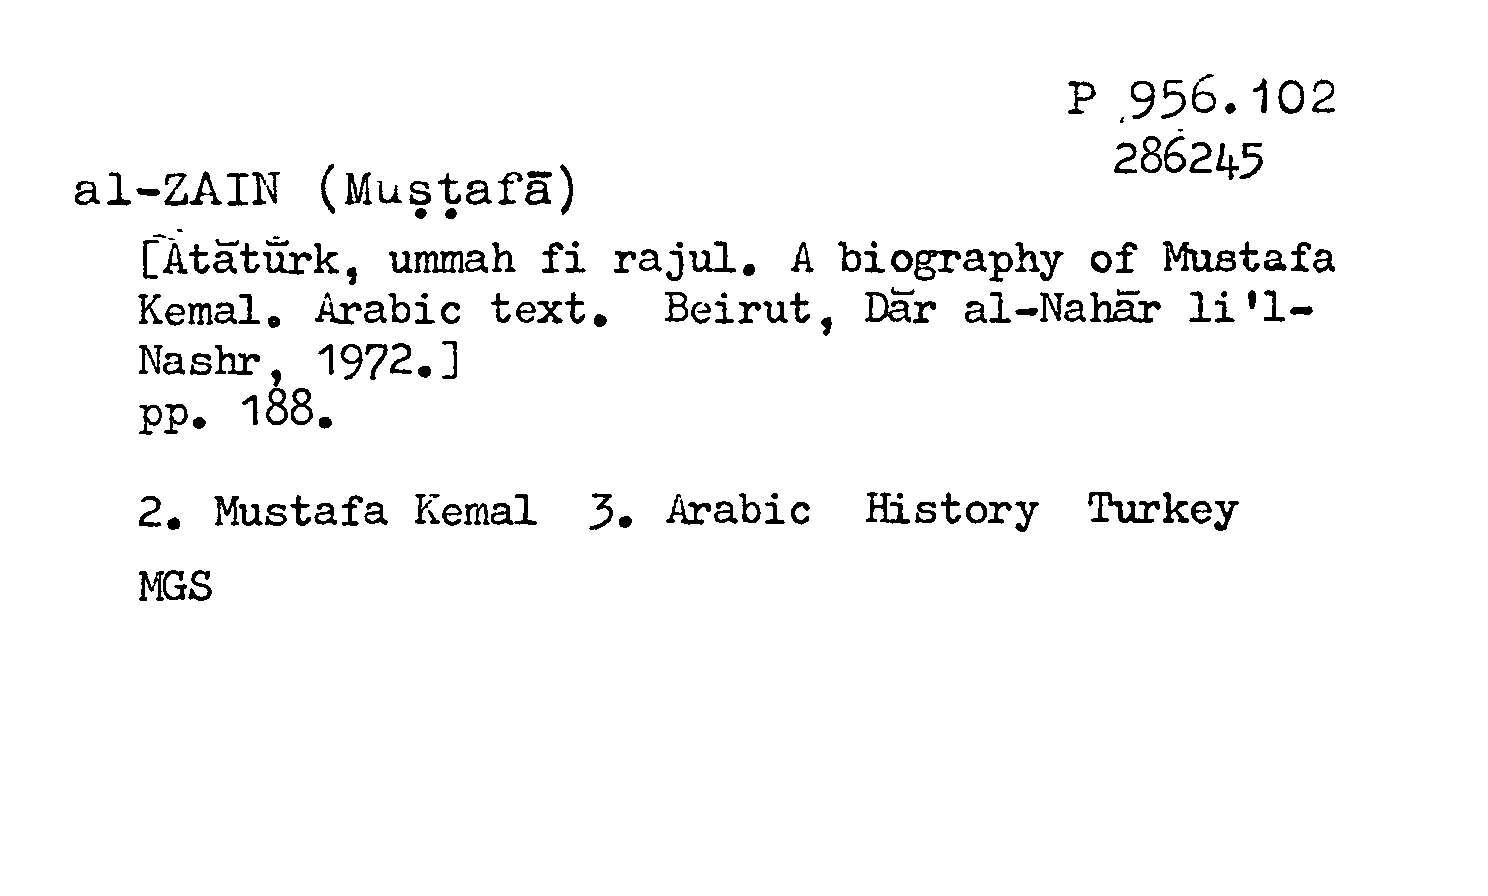 P 956.102
286245
al-ZAIN (Muṣṭafā)
[Ātātūrk, ummah fi rajul. A biography of Mustafa
Kemal. Arabic text. Beirut, Dār al-Nahār li'l-
Nashr, 1972.]
pp. 188.
2. Mustafa Kemal 3. Arabic History Turkey
MGS